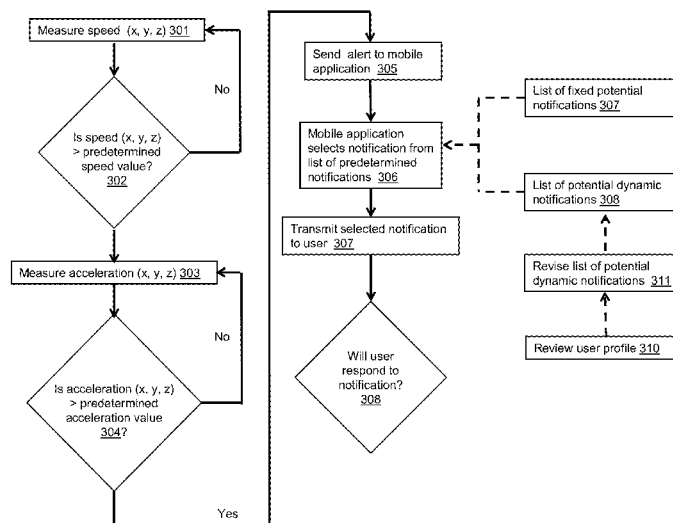 Measure speed (x, y, z) 301
No
Is speed (x, y, z)
> predetermined
speed value?
302
Measure acceleration (x, y, z) 303
No
Is acceleration (x, y, z)
> predetermined
acceleration value
304?
Yes
Send alert to mobile
application 305
Mobile application
selects notification from
list of predetermined
notifications 306
Transmit selected notification
to user 307
Will user
respond to
notification?
308
List of fixed potential
notifications 307
List of potential dynamic
notifications 308
Revise list of potential
dynamic notifications 311
Review user profile 310